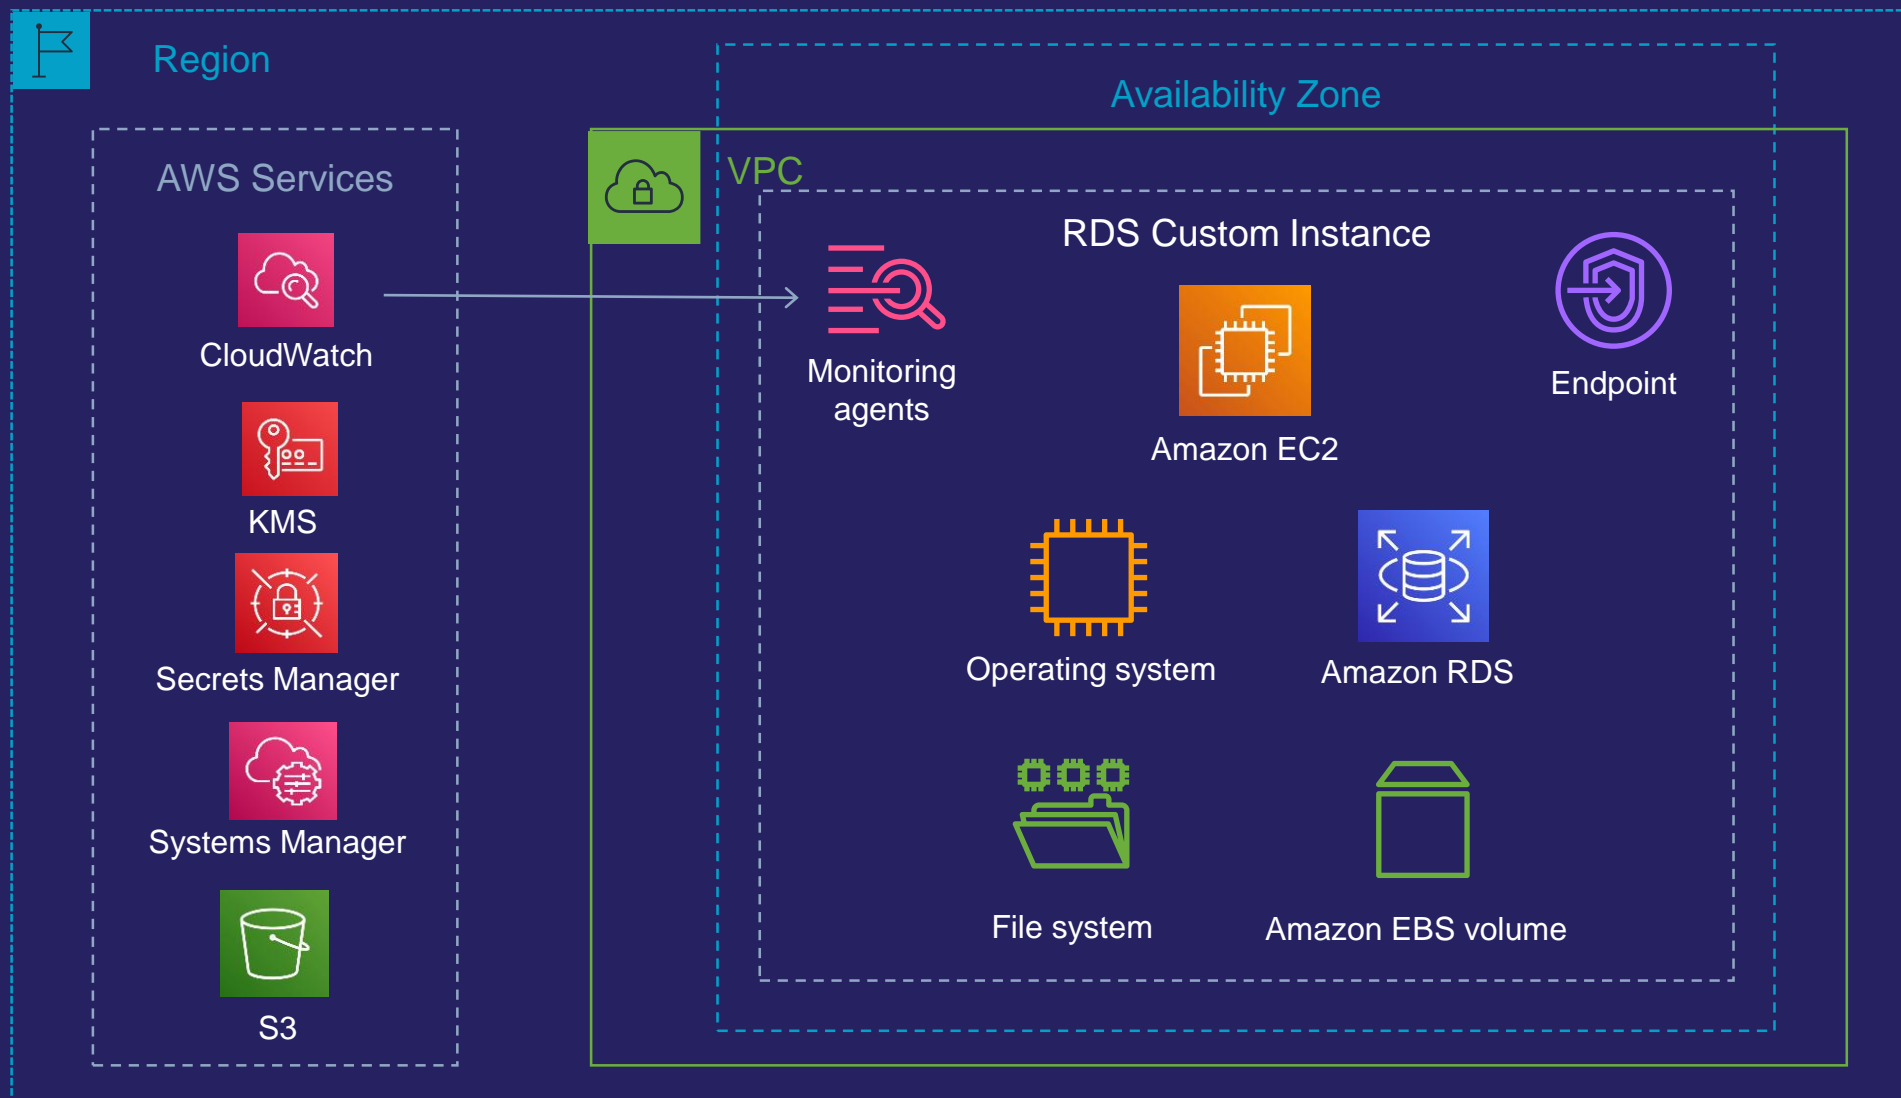 Region
Availability Zone
AWS Services
VPC
RDS Custom Instance
CloudWatch
Monitoring
agents
Amazon EC2
Endpoint
KMS
Secrets Manager
Operating system
Amazon RDS
Systems Manager
File system
Amazon EBS volume
S3